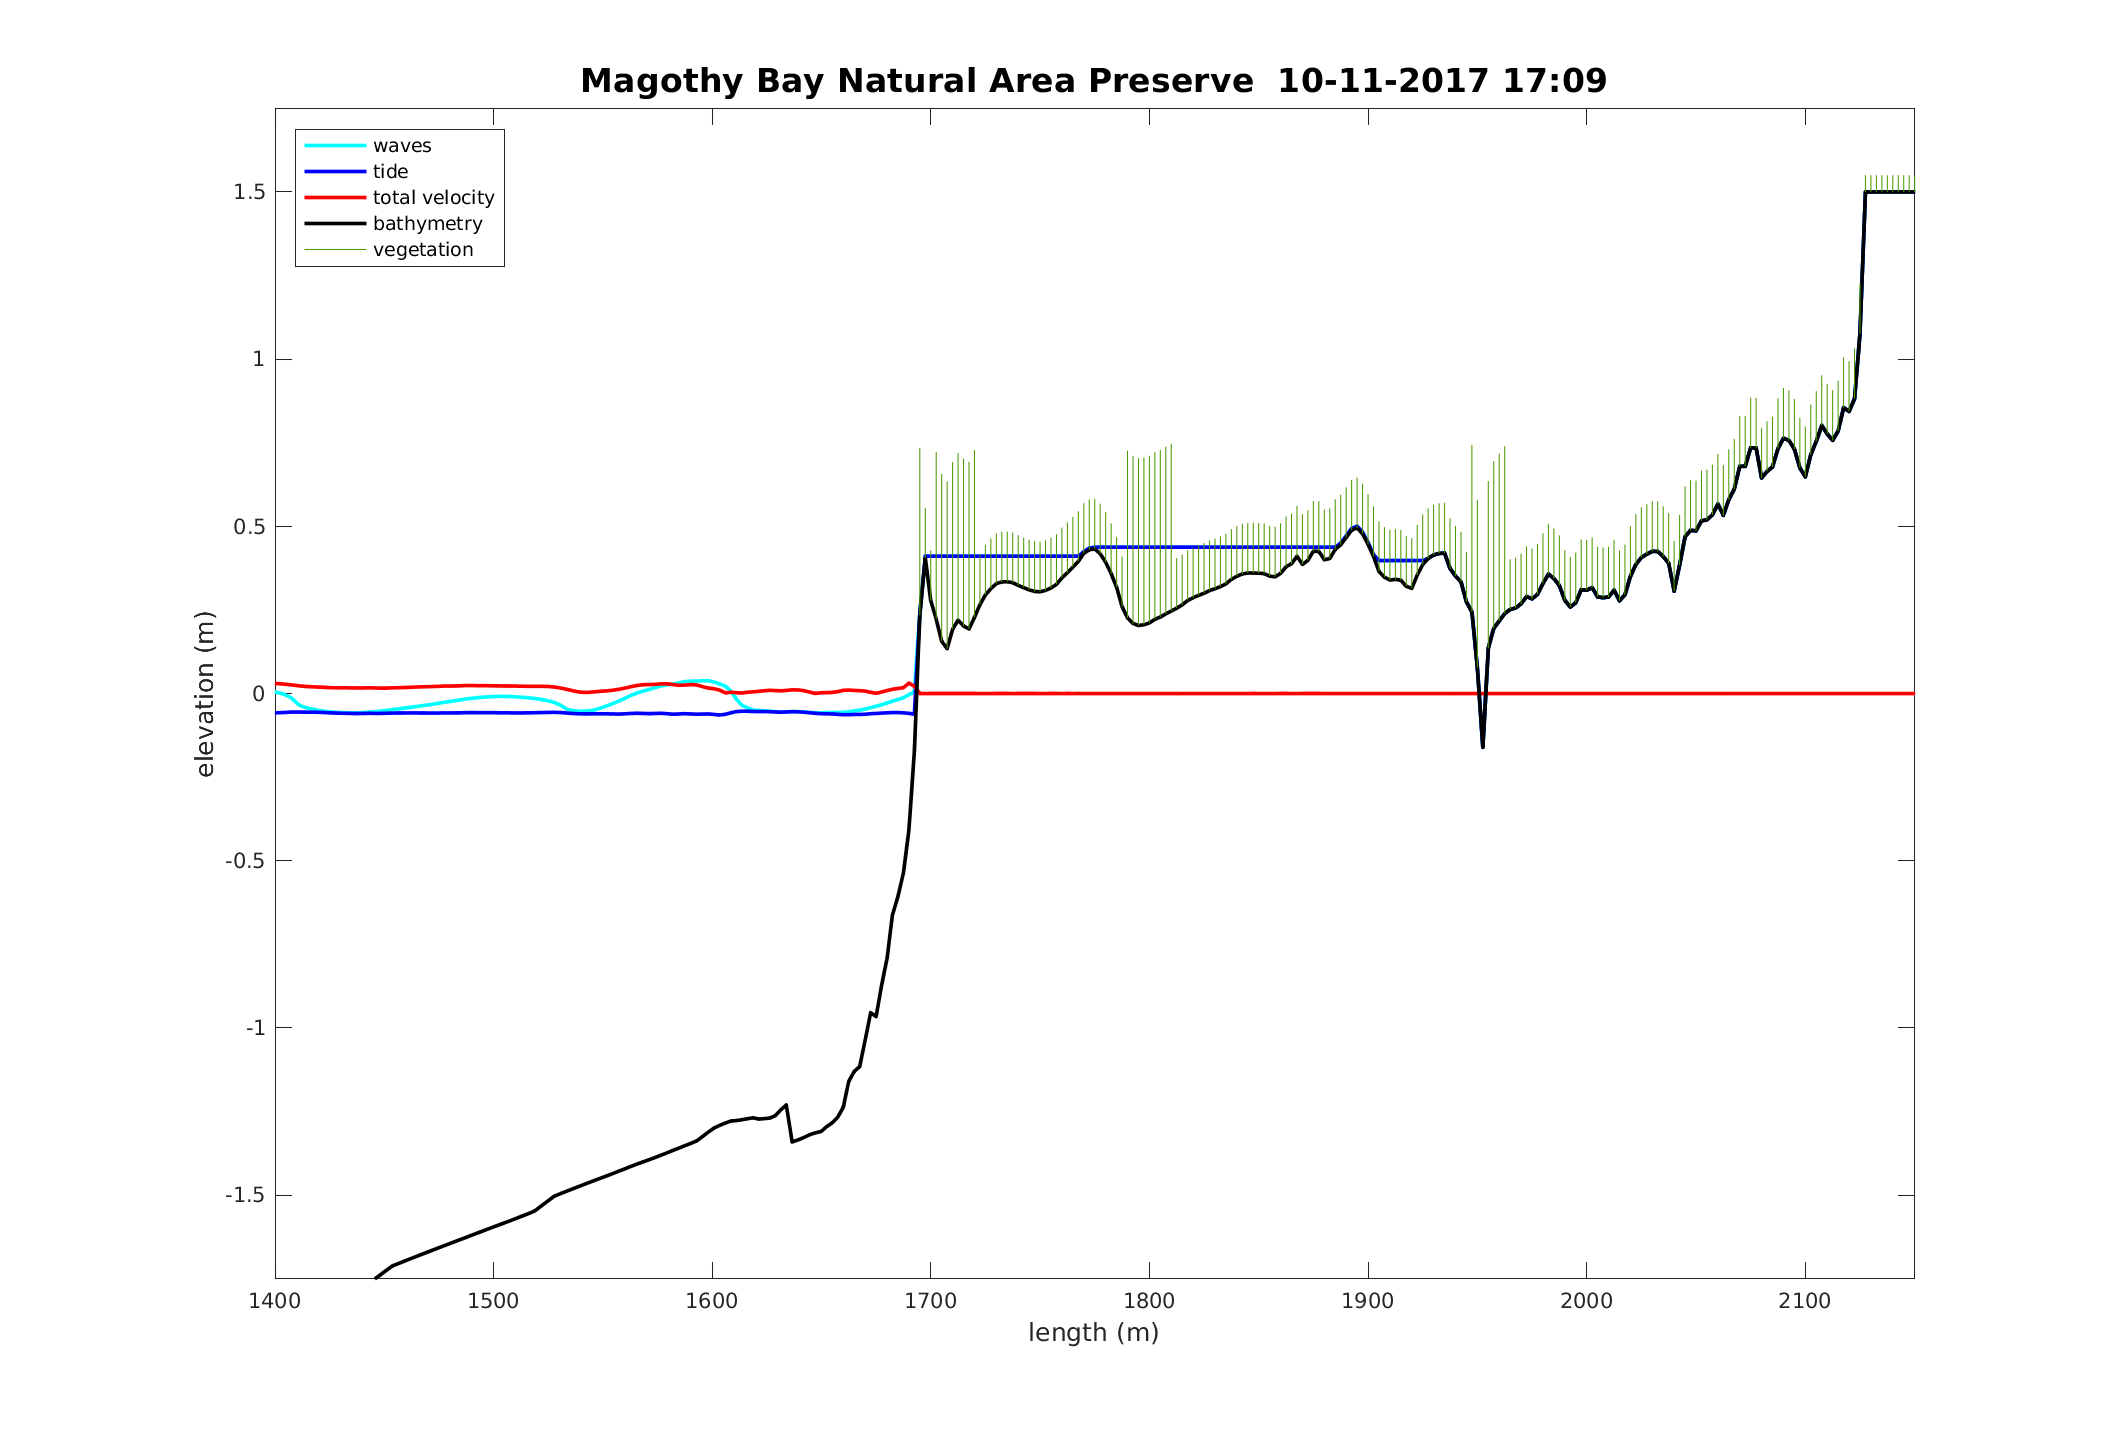 Magothy Bay Natural Area Preserve  10-11-2017 17:09
waves
tide
total velocity
bathymetry
vegetation
1.5
1
0.5
0
-0.5
-1
-1.5
elevation (m)
1400 1500 1600 1700 1800 1900 2000 2100
length (m)